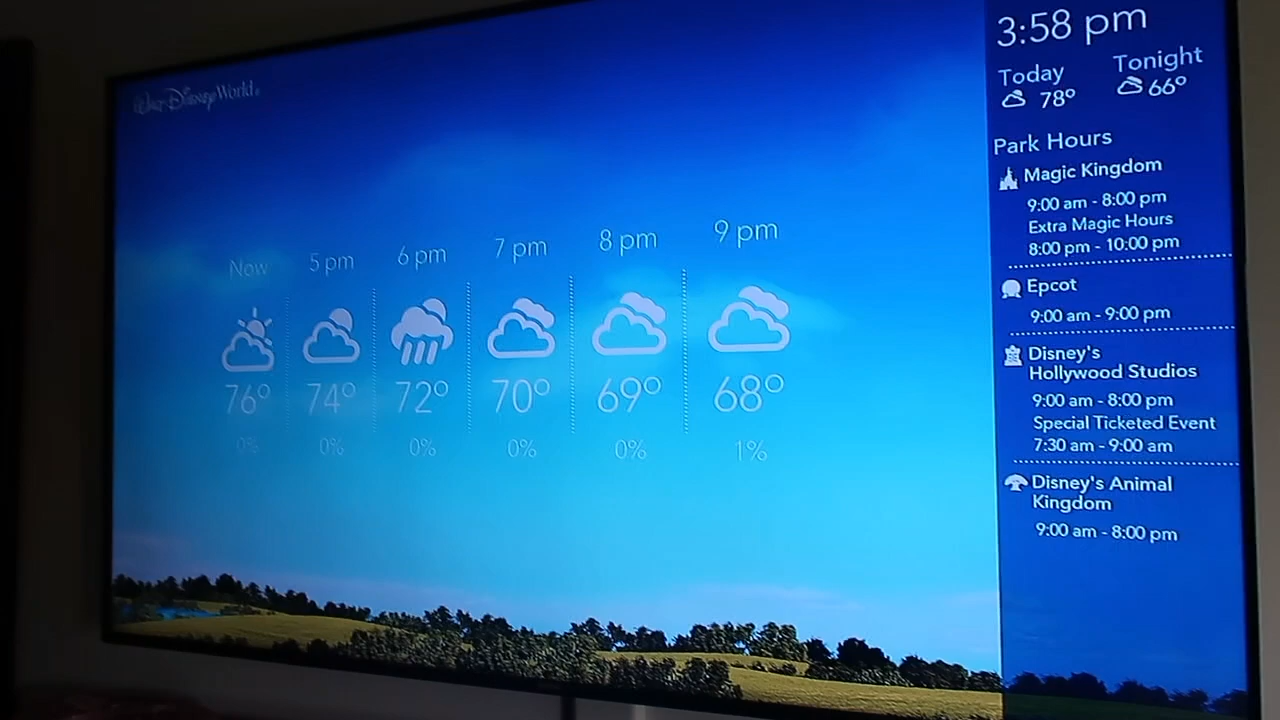 Walt Disney World
Now
5 pm
6 pm
7 pm
8 pm
9 pm
76°
74°
72°
70°
69°
68°
0%
0%
0%
0%
0%
1%
3:58 pm
Today
78°
Tonight
66°
Park Hours
Magic Kingdom
9:00 am - 8:00 pm
Extra Magic Hours
8:00 pm - 10:00 pm
Epcot
9:00 am - 9:00 pm
Disney's
Hollywood Studios
9:00 am - 8:00 pm
Special Ticketed Event
7:30 am - 9:00 am
Disney's Animal
Kingdom
9:00 am - 8:00 pm